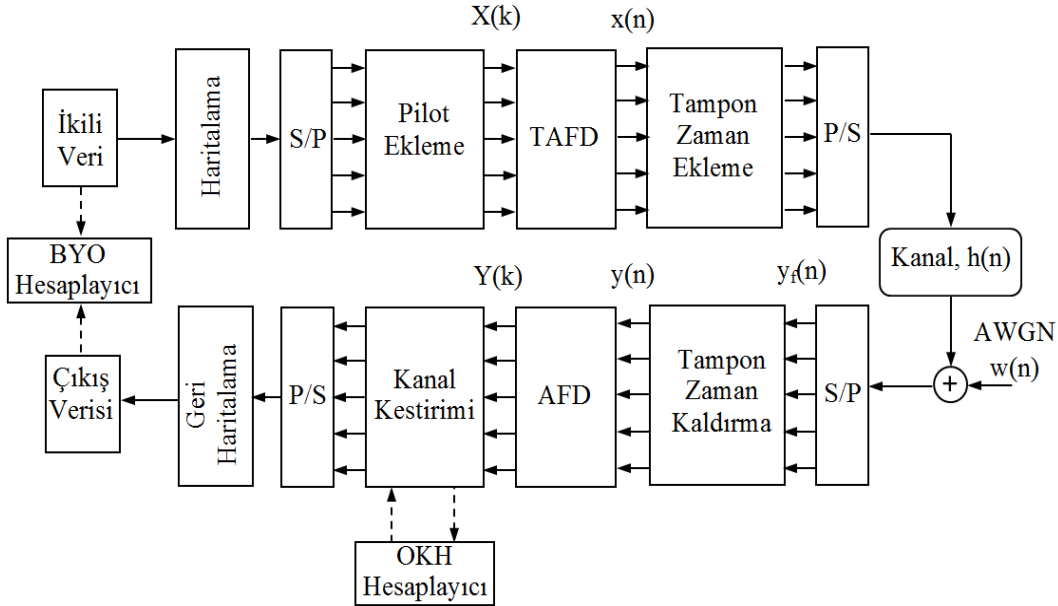 X(k)
x(n)
İkili
Veri
Haritalama
S/P
Pilot
Ekleme
TAFD
Tampon
Zaman
Ekleme
P/S
BYO
Hesaplayıcı
Kanal, h(n)
Y(k)
y(n)
y_f(n)
AWGN
w(n)
+
Çıkış
Verisi
Geri
Haritalama
P/S
Kanal
Kestirimi
AFD
Tampon
Zaman
Kaldırma
S/P
OKH
Hesaplayıcı